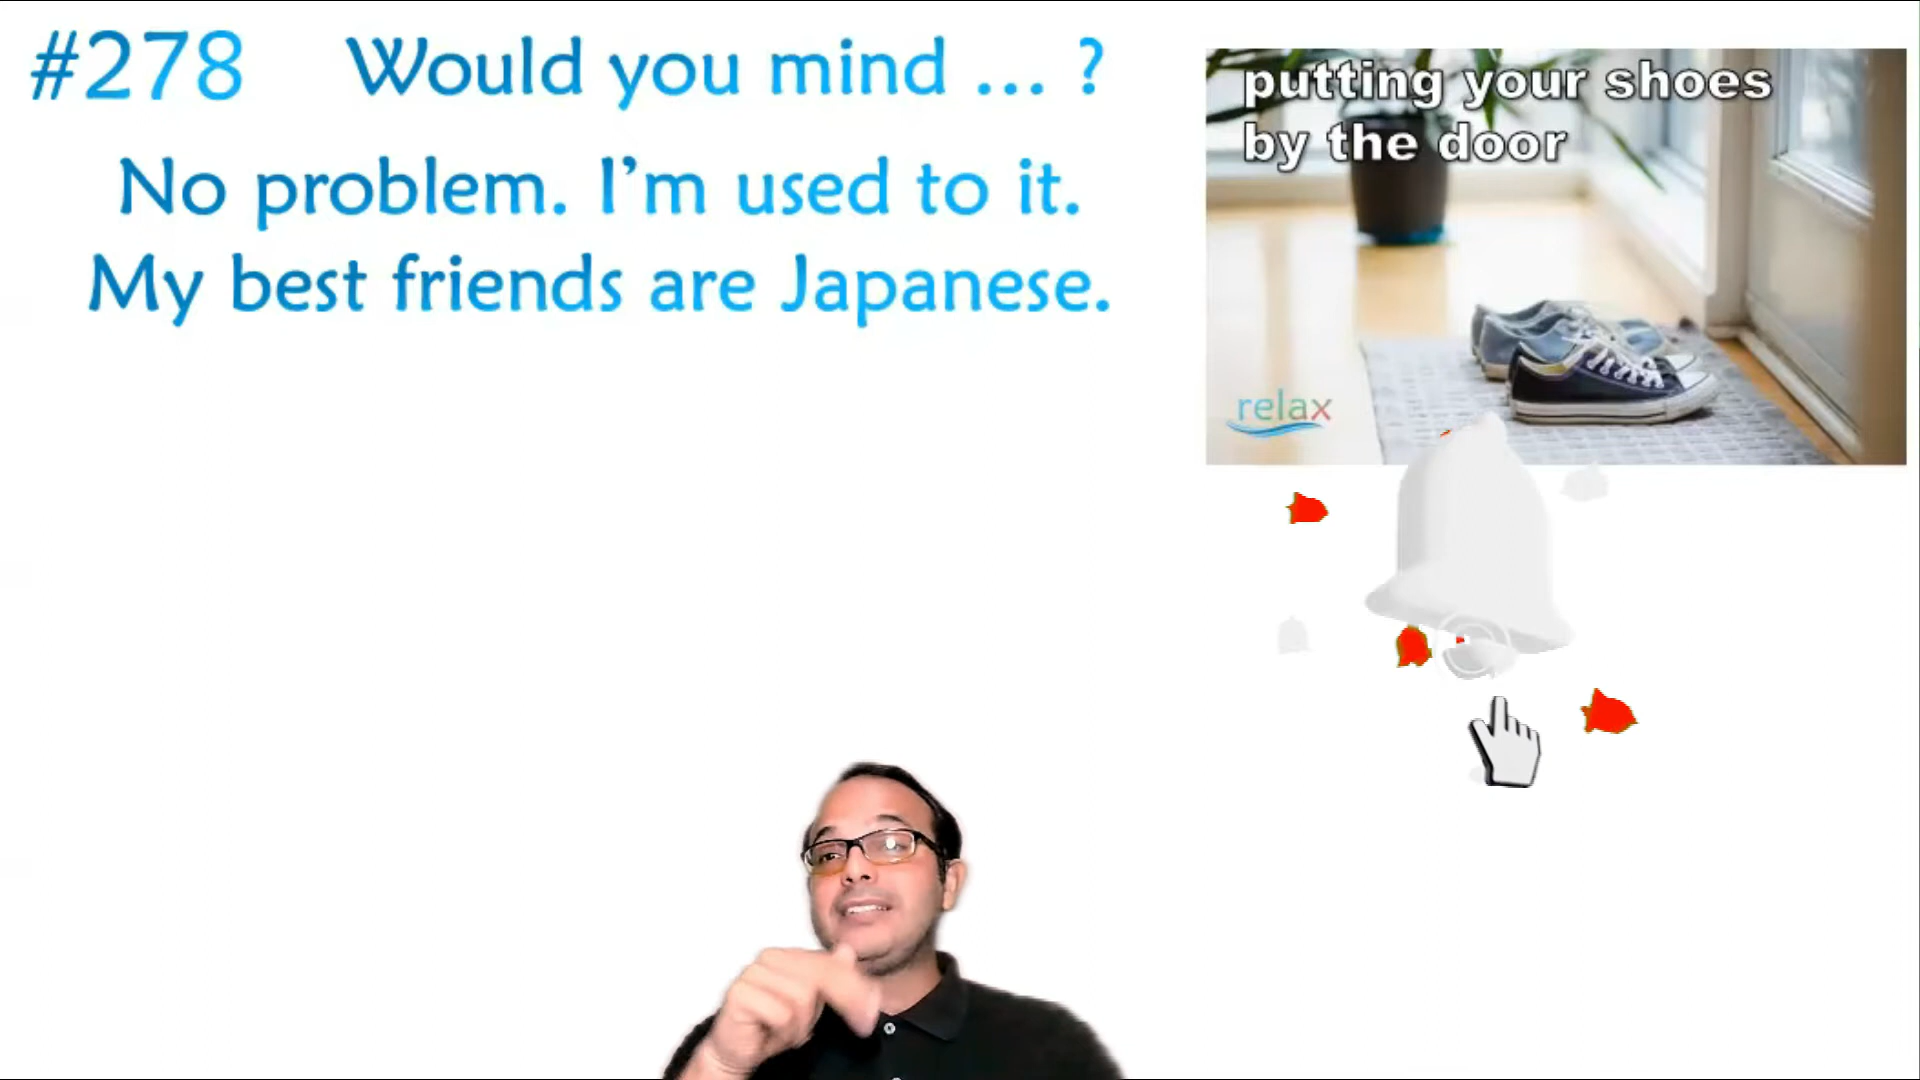 #278 Would you mind ... ?
No problem. I'm used to it.
My best friends are Japanese.
putting your shoes
by the door
relax